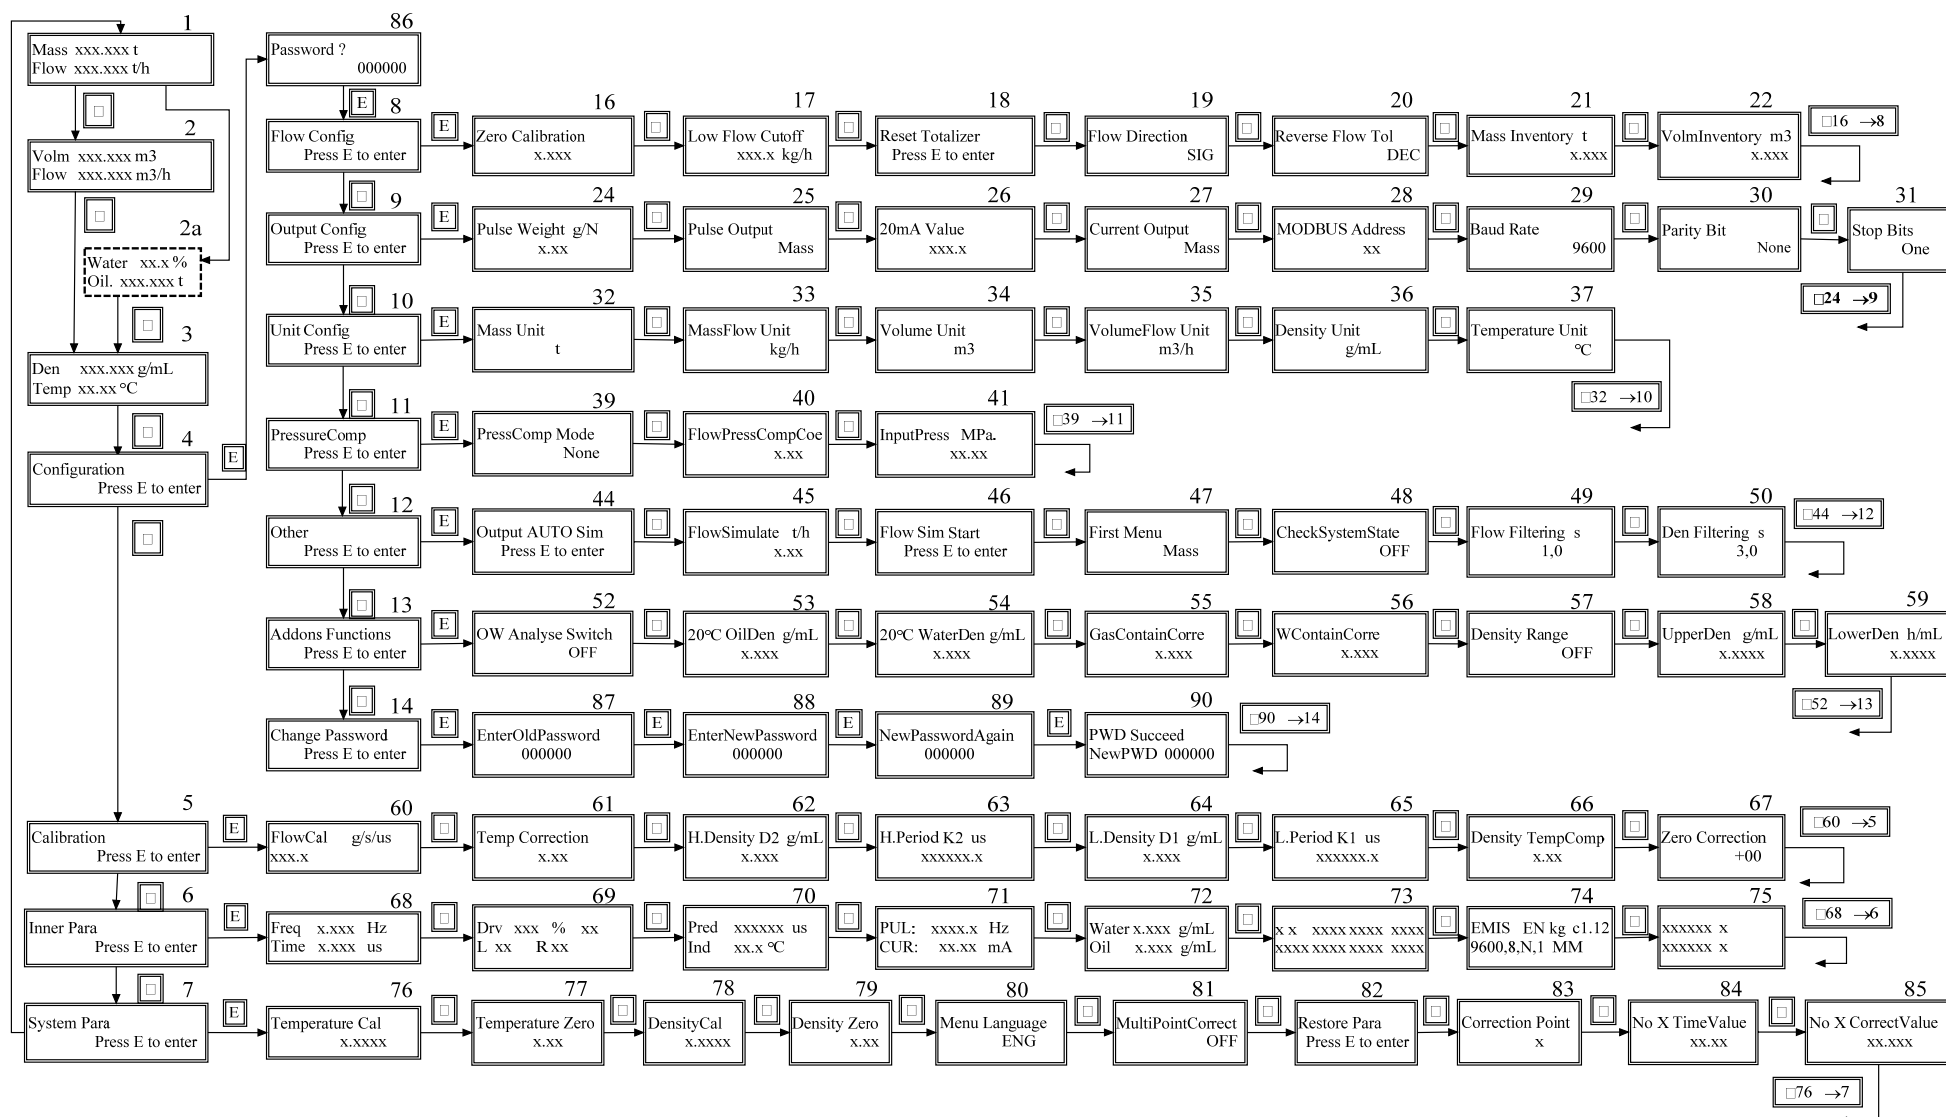 1
86
Mass xxx.xxx t
Flow xxx.xxx t/h
Password ?
000000
E
8
16
17
18
19
20
21
22
2
Flow Config
Press E to enter
E
Zero Calibration
x.xxx
Low Flow Cutoff
xxx.x kg/h
Reset Totalizer
Press E to enter
Flow Direction
SIG
Reverse Flow Tol
DEC
Mass Inventory t
x.xxx
VolmInventory m3
x.xxx
□16 →8
Volm xxx.xxx m3
Flow xxx.xxx m3/h
9
24
25
26
27
28
29
30
31
2a
Output Config
Press E to enter
E
Pulse Weight g/N
x.xx
Pulse Output
Mass
20mA Value
xxx.x
Current Output
Mass
MODBUS Address
xx
Baud Rate
9600
Parity Bit
None
Stop Bits
One
□24 →9
Water xx.x %
Oil. xxx.xxx t
10
32
33
34
35
36
37
3
Unit Config
Press E to enter
E
Mass Unit
t
MassFlow Unit
kg/h
Volume Unit
m3
VolumeFlow Unit
m3/h
Density Unit
g/mL
Temperature Unit
°C
□32 →10
Den xxx.xxx g/mL
Temp xx.xx °C
11
39
40
41
4
PressureComp
Press E to enter
E
PressComp Mode
None
FlowPressCompCoe
x.xx
InputPress MPa.
xx.xx
□39 →11
Configuration
Press E to enter
E
12
44
45
46
47
48
49
50
Other
Press E to enter
E
Output AUTO Sim
Press E to enter
FlowSimulate t/h
x.xx
Flow Sim Start
Press E to enter
First Menu
Mass
CheckSystemState
OFF
Flow Filtering s
1,0
Den Filtering s
3,0
□44 →12
13
52
53
54
55
56
57
58
59
Addons Functions
Press E to enter
E
OW Analyse Switch
OFF
20°C OilDen g/mL
x.xxx
20°C WaterDen g/mL
x.xxx
GasContainCorre
x.xxx
WContainCorre
x.xxx
Density Range
OFF
UpperDen g/mL
x.xxxx
LowerDen h/mL
x.xxxx
□52 →13
14
87
88
89
90
Change Password
Press E to enter
E
EnterOldPassword
000000
E
EnterNewPassword
000000
E
NewPasswordAgain
000000
E
PWD Succeed
NewPWD 000000
□90 →14
5
60
61
62
63
64
65
66
67
Calibration
Press E to enter
E
FlowCal g/s/us
xxx.x
Temp Correction
x.xx
H.Density D2 g/mL
x.xxx
H.Period K2 us
xxxxxx.x
L.Density D1 g/mL
x.xxx
L.Period K1 us
xxxxxx.x
Density TempComp
x.xx
Zero Correction
+00
□60 →5
6
68
69
70
71
72
73
74
75
Inner Para
Press E to enter
E
Freq x.xxx Hz
Time x.xxx us
Drv xxx % xx
L xx R xx
Pred xxxxxx us
Ind xx.x °C
PUL: xxxx.x Hz
CUR: xx.xx mA
Water x.xxx g/mL
Oil x.xxx g/mL
x x xxxx xxxx xxxx
xxxx xxxx xxxx xxxx
EMIS EN kg c1.12
9600,8,N,1 MM
xxxxxx x
xxxxxx x
□68 →6
7
76
77
78
79
80
81
82
83
84
85
System Para
Press E to enter
E
Temperature Cal
x.xxxx
Temperature Zero
x.xx
DensityCal
x.xxxx
Density Zero
x.xx
Menu Language
ENG
MultiPointCorrect
OFF
Restore Para
Press E to enter
Correction Point
x
No X TimeValue
xx.xx
No X CorrectValue
xx.xxx
□76 →7